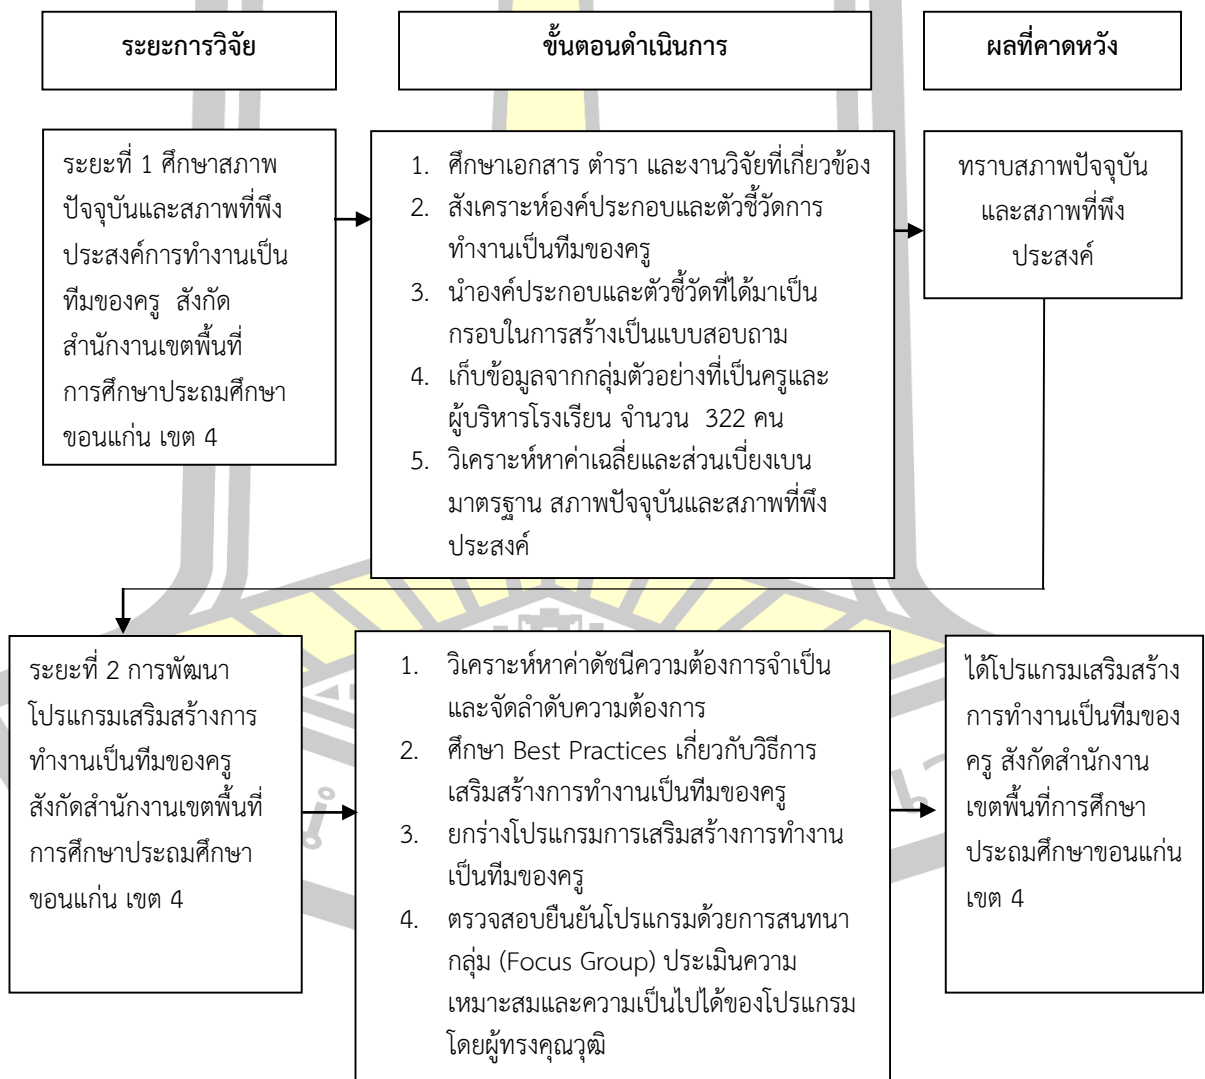 ระยะการวิจัย
ขั้นตอนดำเนินการ
ผลที่คาดหวัง
ระยะที่ 1 ศึกษาสภาพ
ปัจจุบันและสภาพที่พึง
ประสงค์การทำงานเป็น
ทีมของครู สังกัด
สำนักงานเขตพื้นที่
การศึกษาประถมศึกษา
ขอนแก่น เขต 4
1. ศึกษาเอกสาร ตำรา และงานวิจัยที่เกี่ยวข้อง
2. สังเคราะห์องค์ประกอบและตัวชี้วัดการ
ทำงานเป็นทีมของครู
3. นำองค์ประกอบและตัวชี้วัดที่ได้มาเป็น
กรอบในการสร้างเป็นแบบสอบถาม
4. เก็บข้อมูลจากกลุ่มตัวอย่างที่เป็นครูและ
ผู้บริหารโรงเรียน จำนวน 322 คน
5. วิเคราะห์หาค่าเฉลี่ยและส่วนเบี่ยงเบน
มาตรฐาน สภาพปัจจุบันและสภาพที่พึง
ประสงค์
ทราบสภาพปัจจุบัน
และสภาพที่พึง
ประสงค์
ระยะที่ 2 การพัฒนา
โปรแกรมเสริมสร้างการ
ทำงานเป็นทีมของครู
สังกัดสำนักงานเขตพื้นที่
การศึกษาประถมศึกษา
ขอนแก่น เขต 4
1. วิเคราะห์หาค่าดัชนีความต้องการจำเป็น
และจัดลำดับความต้องการ
2. ศึกษา Best Practices เกี่ยวกับวิธีการ
เสริมสร้างการทำงานเป็นทีมของครู
3. ยกร่างโปรแกรมการเสริมสร้างการทำงาน
เป็นทีมของครู
4. ตรวจสอบยืนยันโปรแกรมด้วยการสนทนา
กลุ่ม (Focus Group) ประเมินความ
เหมาะสมและความเป็นไปได้ของโปรแกรม
โดยผู้ทรงคุณวุฒิ
ได้โปรแกรมเสริมสร้าง
การทำงานเป็นทีมของ
ครู สังกัดสำนักงาน
เขตพื้นที่การศึกษา
ประถมศึกษาขอนแก่น
เขต 4